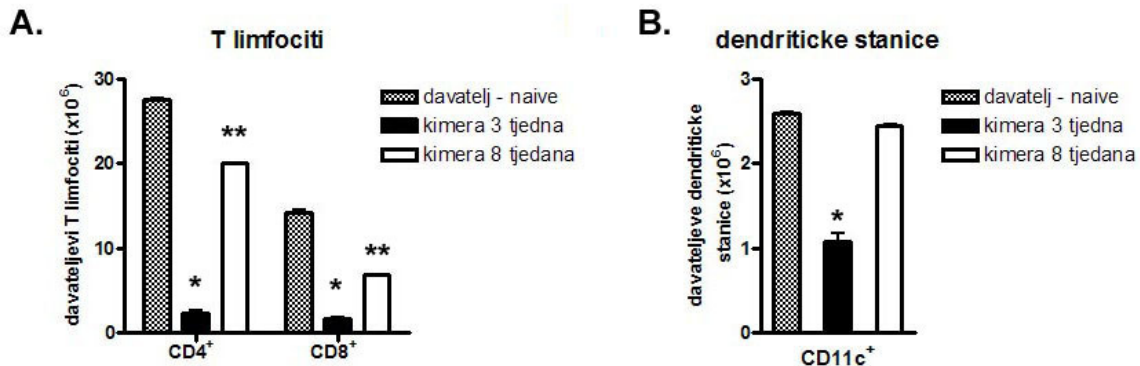 A.
T limfociti
davateljevi T limfociti (x10⁶)
30
20
10
0
**
*
*
**
CD4⁺
CD8⁺
davatelj - naive
kimera 3 tjedna
kimera 8 tjedana
B.
dendriticke stanice
davateljeve dendriticke
stanice (x10⁶)
3
2
1
0
*
CD11c⁺
davatelj - naive
kimera 3 tjedna
kimera 8 tjedana